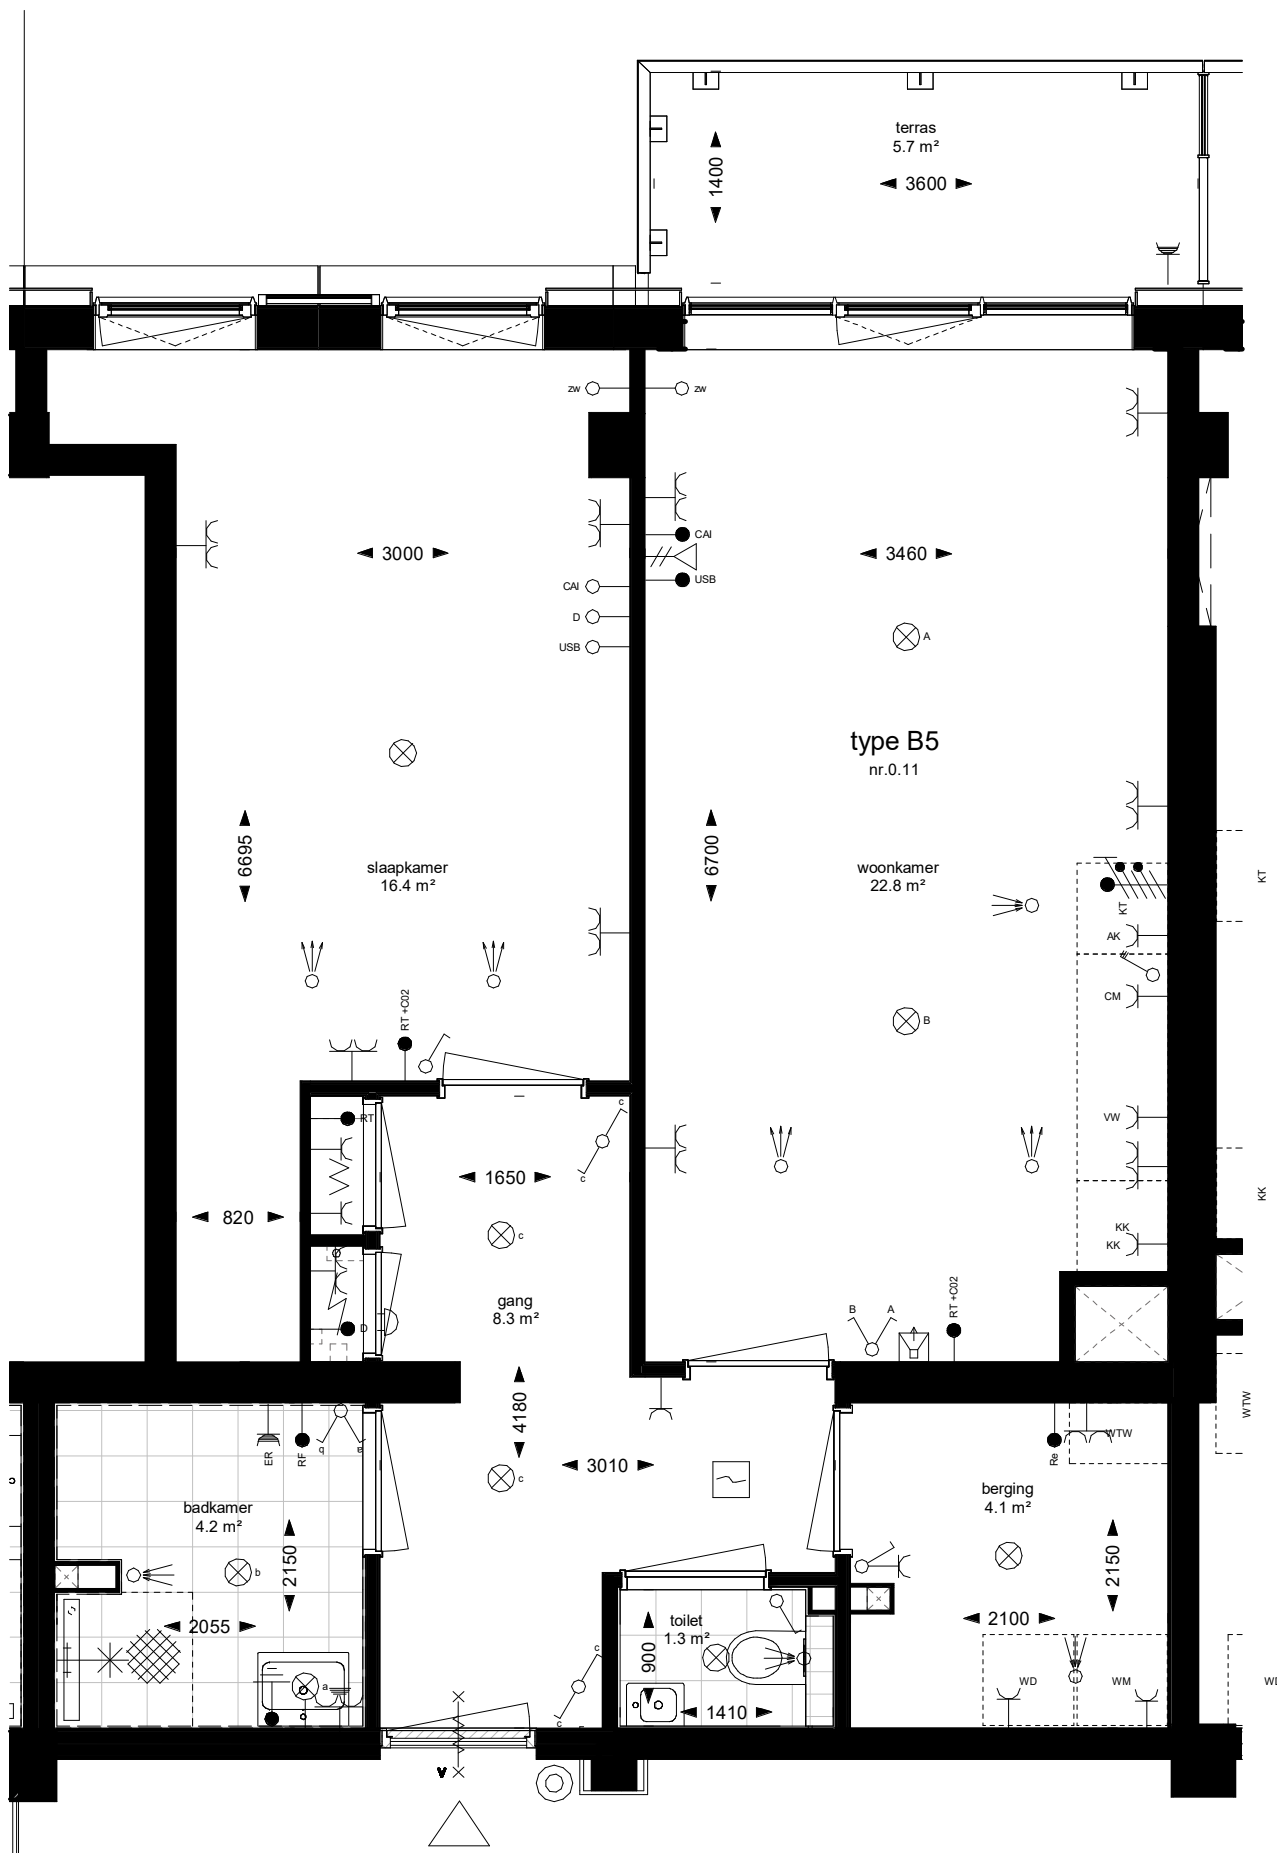 terras
5.7 m²
1400
3600
zw
zw
CAI
USB
3000
3460
CAI
D
USB
A
type B5
nr.0.11
6695
6700
slaapkamer
16.4 m²
woonkamer
22.8 m²
KT
KT
AK
CM
RT +C02
B
RT
c
c
VW
1650
820
c
KK
KK
KK
gang
8.3 m²
D
B
A
RT +C02
4180
WTW
WTW
ER
RF
b
a
c
3010
Re
badkamer
4.2 m²
berging
4.1 m²
b
2150
2150
2055
toilet
1.3 m²
900
2100
c
c
a
WD
WM
WD
1410
v